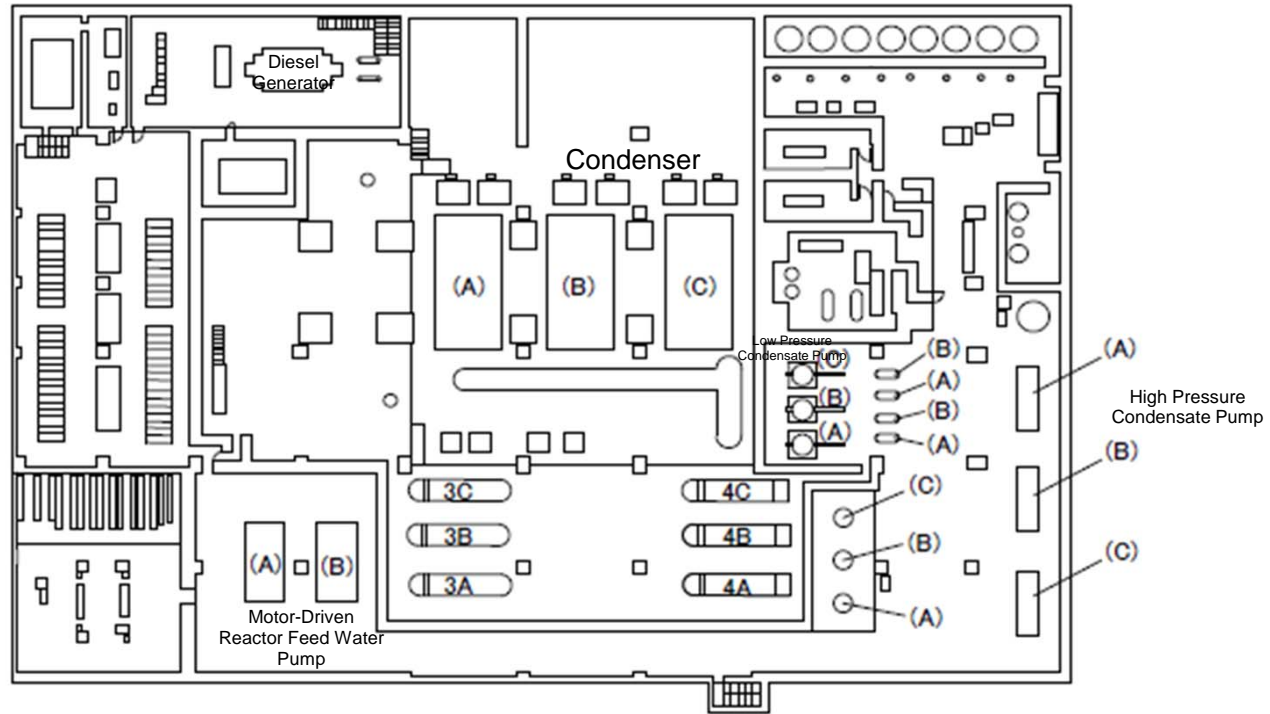 Diesel
Generator
Condenser
(A)
(B)
(C)
Low Pressure
Condensate Pump
(C)
(B)
(A)
(B)
(A)
(B)
(A)
(A)
High Pressure
Condensate Pump
(B)
(C)
3C
4C
3B
4B
3A
4A
(C)
(B)
(A)
(A)
(B)
Motor-Driven
Reactor Feed Water
Pump